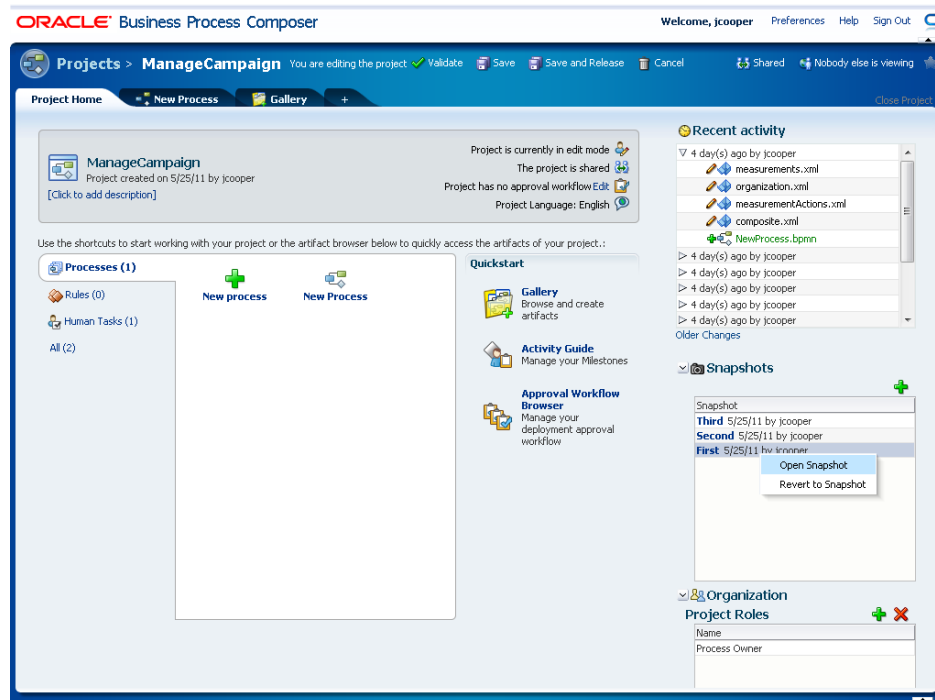 ORACLE Business Process Composer
Welcome, jcooper Preferences Help Sign Out
Projects > ManageCampaign You are editing the project Validate Save Save and Release Cancel Shared Nobody else is viewing
Project Home New Process Gallery + Close Project
ManageCampaign
Project created on 5/25/11 by jcooper
[Click to add description]
Project is currently in edit mode
The project is shared
Project has no approval workflow Edit
Project Language: English
Use the shortcuts to start working with your project or the artifact browser below to quickly access the artifacts of your project.:
Processes (1)
Rules (0)
Human Tasks (1)
All (2)
New process
New Process
Quickstart
Gallery
Browse and create
artifacts
Activity Guide
Manage your Milestones
Approval Workflow
Browser
Manage your
deployment approval
workflow
Recent activity
4 day(s) ago by jcooper
measurements.xml
organization.xml
measurementActions.xml
composite.xml
NewProcess.bpmn
4 day(s) ago by jcooper
4 day(s) ago by jcooper
4 day(s) ago by jcooper
4 day(s) ago by jcooper
4 day(s) ago by jcooper
Older Changes
Snapshots
Snapshot
Third 5/25/11 by jcooper
Second 5/25/11 by jcooper
First 5/25/11 by jcooper
Open Snapshot
Revert to Snapshot
Organization
Project Roles
Name
Process Owner